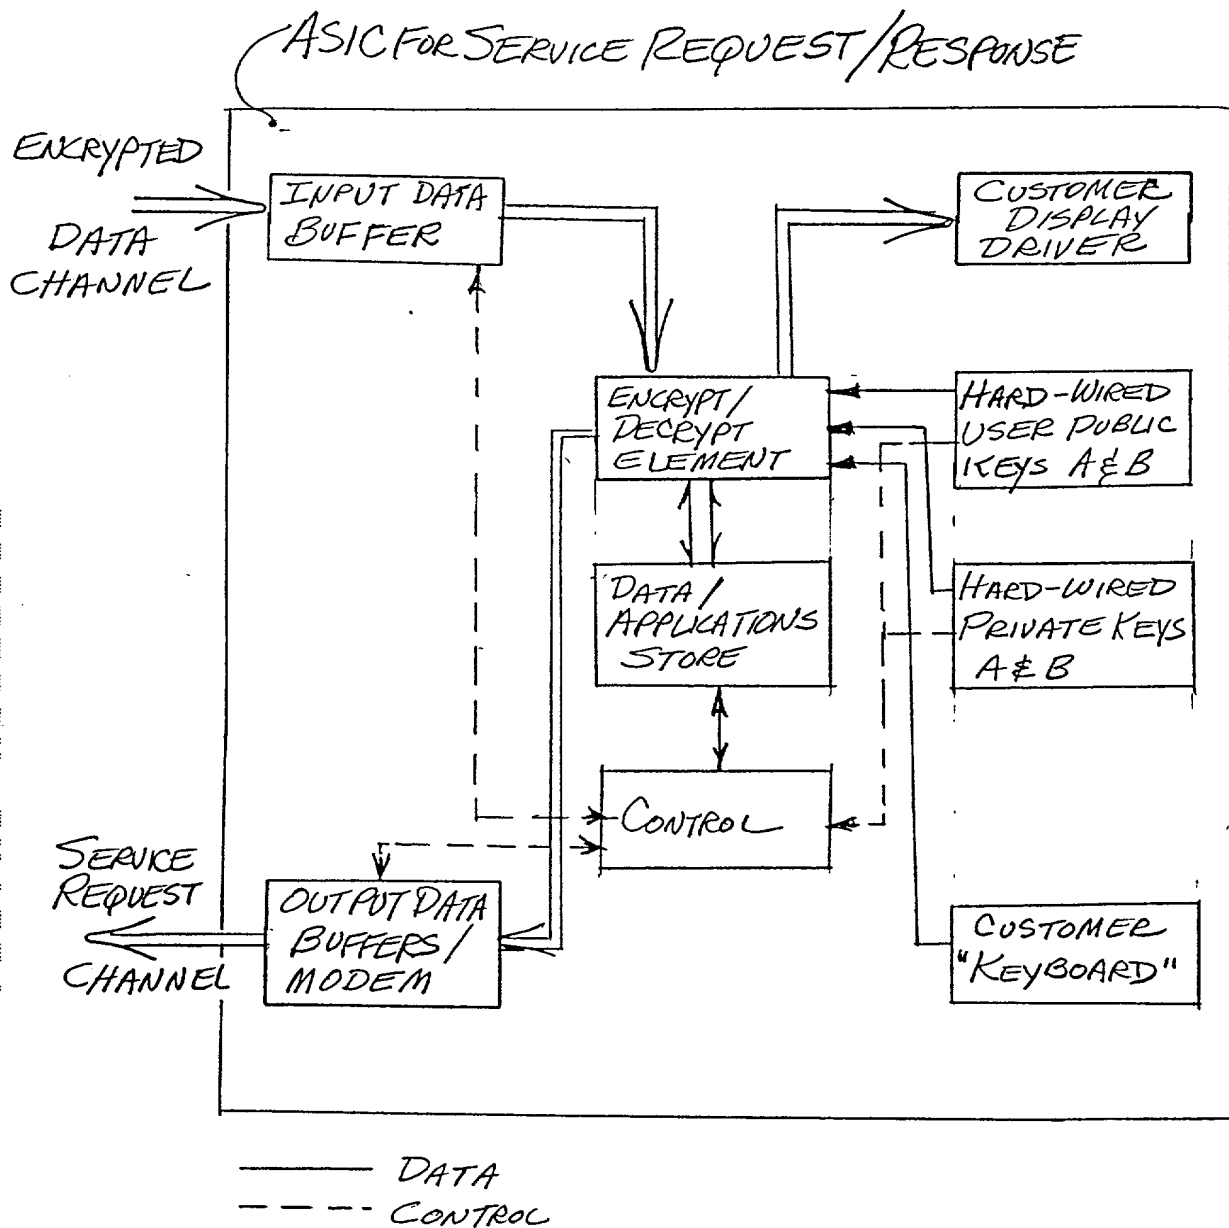 ASIC FOR SERVICE REQUEST/RESPONSE
ENCRYPTED
DATA
CHANNEL
INPUT DATA
BUFFER
CUSTOMER
DISPLAY
DRIVER
ENCRYPT/
DECRYPT
ELEMENT
HARD-WIRED
USER PUBLIC
KEYS A & B
DATA/
APPLICATIONS
STORE
HARD-WIRED
PRIVATE KEYS
A & B
CONTROL
SERVICE
REQUEST
CHANNEL
OUTPUT DATA
BUFFERS/
MODEM
CUSTOMER
"KEYBOARD"
DATA
CONTROL